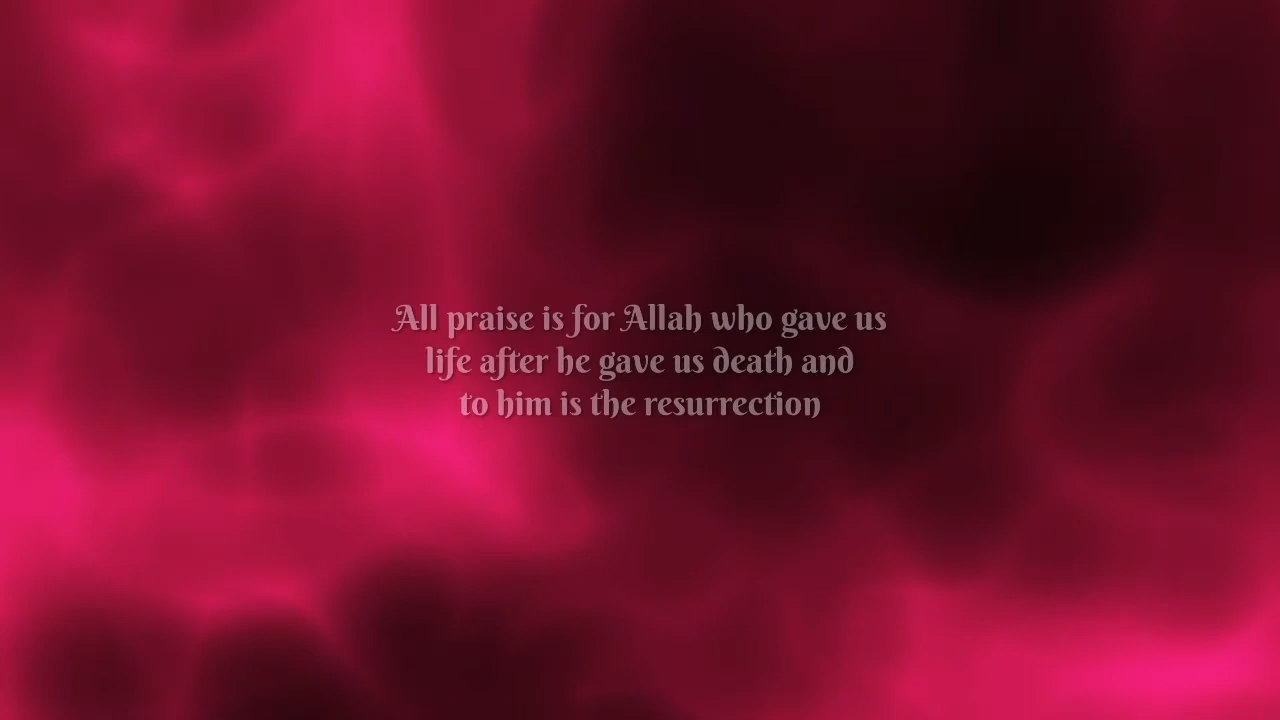 All praise is for Allah who gave us
life after he gave us death and
to him is the resurrection